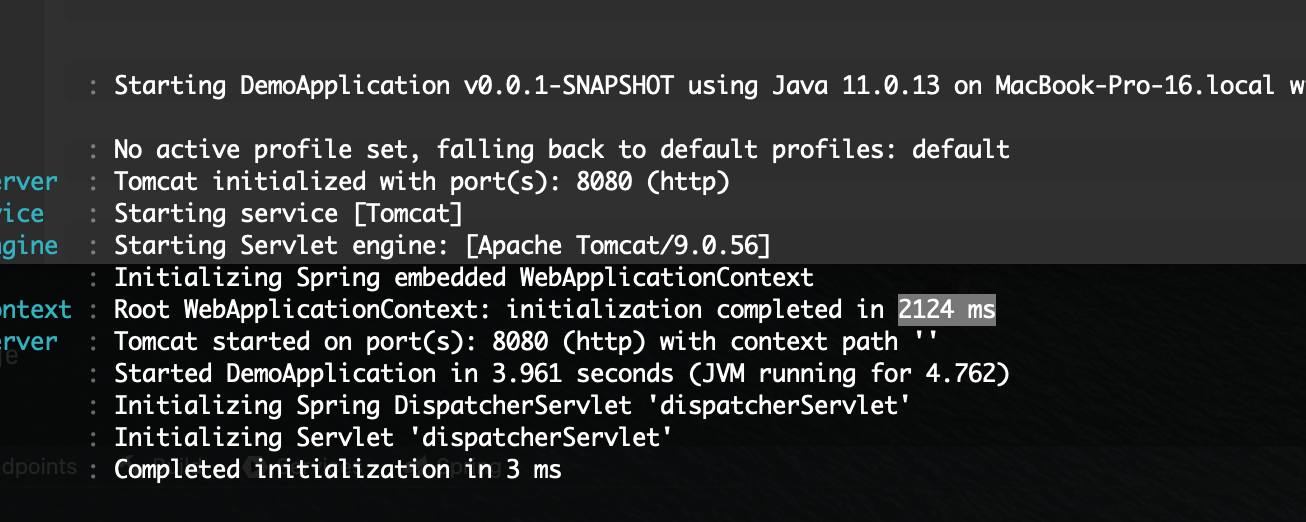 : Starting DemoApplication v0.0.1-SNAPSHOT using Java 11.0.13 on MacBook-Pro-16.local w
: No active profile set, falling back to default profiles: default
erver : Tomcat initialized with port(s): 8080 (http)
vice : Starting service [Tomcat]
ngine : Starting Servlet engine: [Apache Tomcat/9.0.56]
: Initializing Spring embedded WebApplicationContext
ontext : Root WebApplicationContext: initialization completed in 2124 ms
erver : Tomcat started on port(s): 8080 (http) with context path ''
: Started DemoApplication in 3.961 seconds (JVM running for 4.762)
: Initializing Spring DispatcherServlet 'dispatcherServlet'
: Initializing Servlet 'dispatcherServlet'
dpoints : Completed initialization in 3 ms